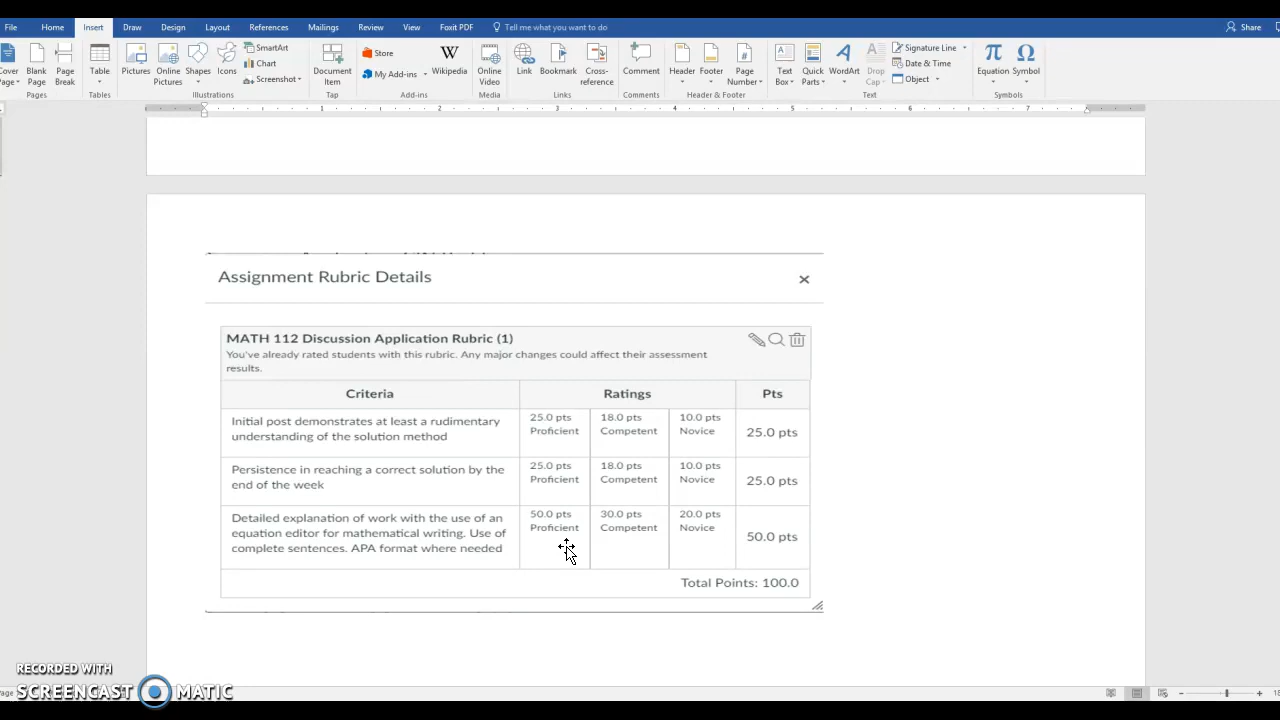 File Home Insert Draw Design Layout References Mailings Review View Foxit PDF Tell me what you want to do Share
Cover Page Blank Page Page Break Table Pictures Online Pictures Shapes Icons SmartArt Chart Screenshot Document Item Store My Add-ins Wikipedia Online Video Link Bookmark Cross-reference Comment Header Footer Page Number Text Box Quick Parts WordArt Drop Cap Signature Line Date & Time Object Equation Symbol
Pages Tables Illustrations Tap Add-ins Media Links Comments Header & Footer Text Symbols
1 2 3 4 5 6 7
Assignment Rubric Details
MATH 112 Discussion Application Rubric (1)
You've already rated students with this rubric. Any major changes could affect their assessment
results.
Criteria Ratings Pts
Initial post demonstrates at least a rudimentary
understanding of the solution method
25.0 pts 18.0 pts 10.0 pts
Proficient Competent Novice
25.0 pts
Persistence in reaching a correct solution by the
end of the week
25.0 pts 18.0 pts 10.0 pts
Proficient Competent Novice
25.0 pts
Detailed explanation of work with the use of an
equation editor for mathematical writing. Use of
complete sentences. APA format where needed
50.0 pts 30.0 pts 20.0 pts
Proficient Competent Novice
50.0 pts
Total Points: 100.0
RECORDED WITH
SCREENCAST MATIC